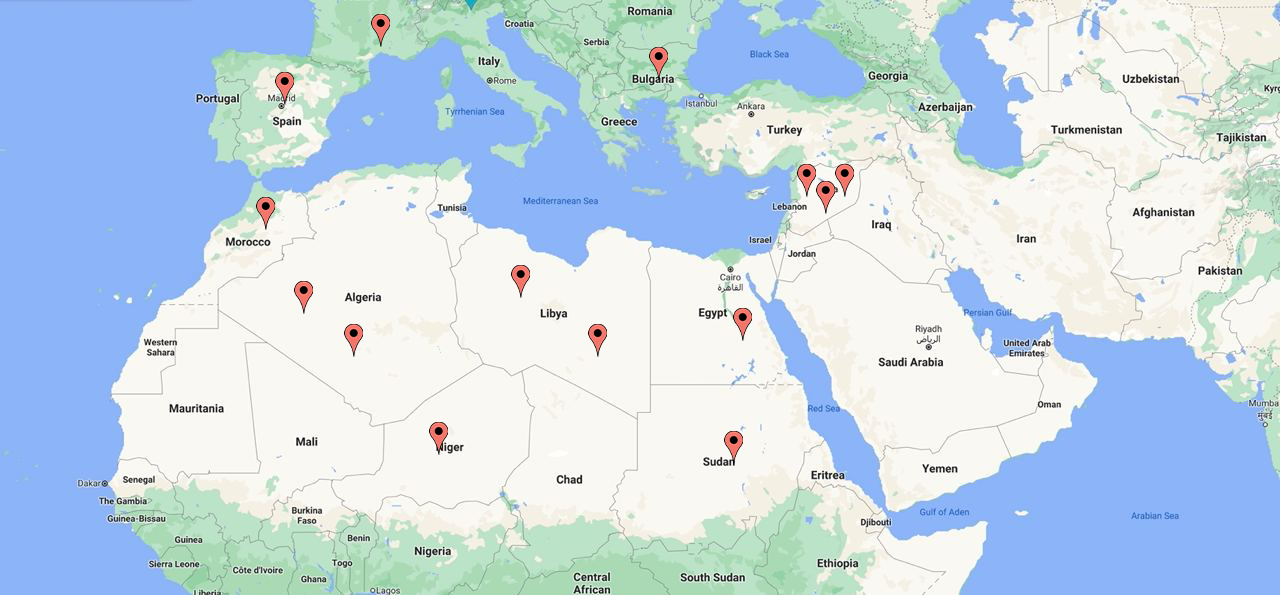 Romania
Croatia
Serbia
Black Sea
Italy
Rome
Bulgaria
Georgia
Uzbekistan
Portugal
Madrid
Spain
Istanbul
Ankara
Azerbaijan
Tyrrhenian Sea
Greece
Turkey
Turkmenistan
Tajikistan
Mediterranean Sea
Tunisia
Lebanon
Afghanistan
Iraq
Iran
Morocco
Israel
Jordan
Pakistan
Cairo
القاهرة
Algeria
Libya
Egypt
Persian Gulf
Western
Sahara
Riyadh
الرياض
United Arab
Emirates
Saudi Arabia
Mauritania
Red Sea
Oman
Mumba
Mali
Niger
Sudan
Chad
Eritrea
Yemen
Dakar
Senegal
The Gambia
Guinea-Bissau
Burkina
Faso
Gulf of Aden
Arabian Sea
Djibouti
Guinea
Benin
Nigeria
Sierra Leone
Côte d'Ivoire
Togo
Ethiopia
Ghana
Central
African
South Sudan
Liberia
Lagos